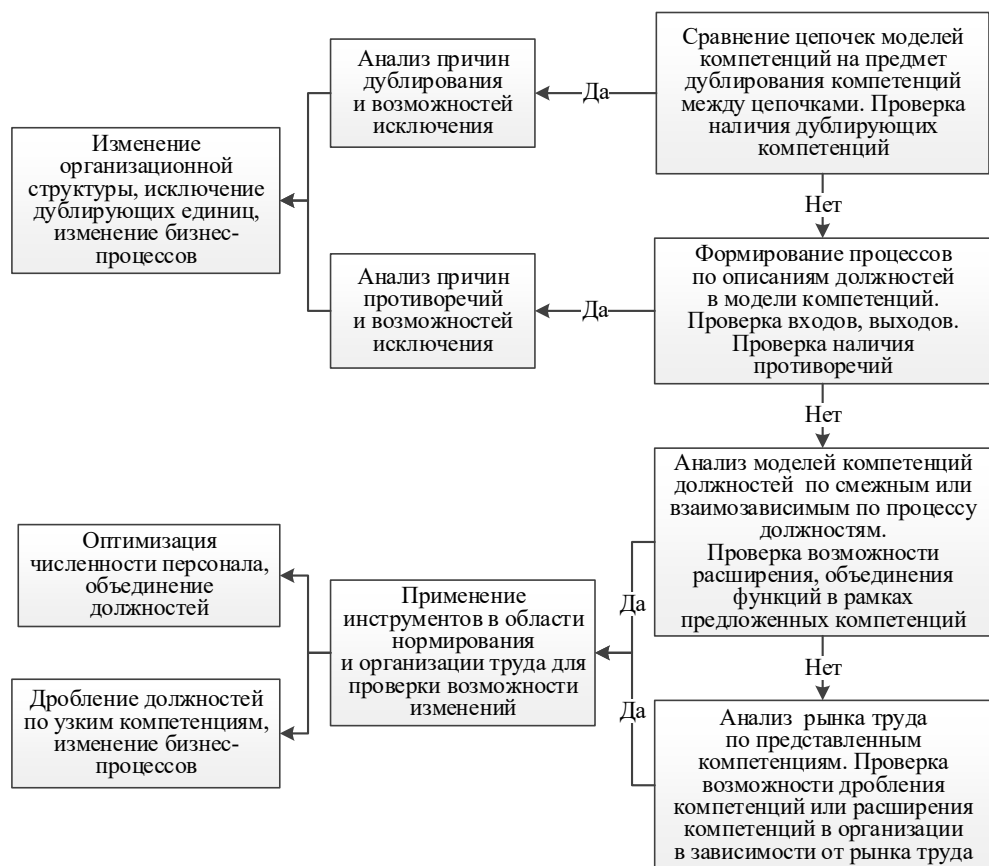 Сравнение цепочек моделей
компетенций на предмет
дублирования компетенций
между цепочками. Проверка
наличия дублирующих
компетенций
Да
Анализ причин
дублирования
и возможностей
исключения
Изменение
организационной
структуры, исключение
дублирующих единиц,
изменение бизнес-
процессов
Нет
Формирование процессов
по описаниям должностей
в модели компетенций.
Проверка входов, выходов.
Проверка наличия
противоречий
Да
Анализ причин
противоречий
и возможностей
исключения
Нет
Анализ моделей компетенций
должностей по смежным или
взаимозависимым по процессу
должностям.
Проверка возможности
расширения, объединения
функций в рамках
предложенных компетенций
Да
Применение
инструментов в области
нормирования
и организации труда для
проверки возможности
изменений
Оптимизация
численности персонала,
объединение
должностей
Дробление должностей
по узким компетенциям,
изменение бизнес-
процессов
Нет
Да
Анализ рынка труда
по представленным
компетенциям. Проверка
возможности дробления
компетенций или расширения
компетенций в организации
в зависимости от рынка труда